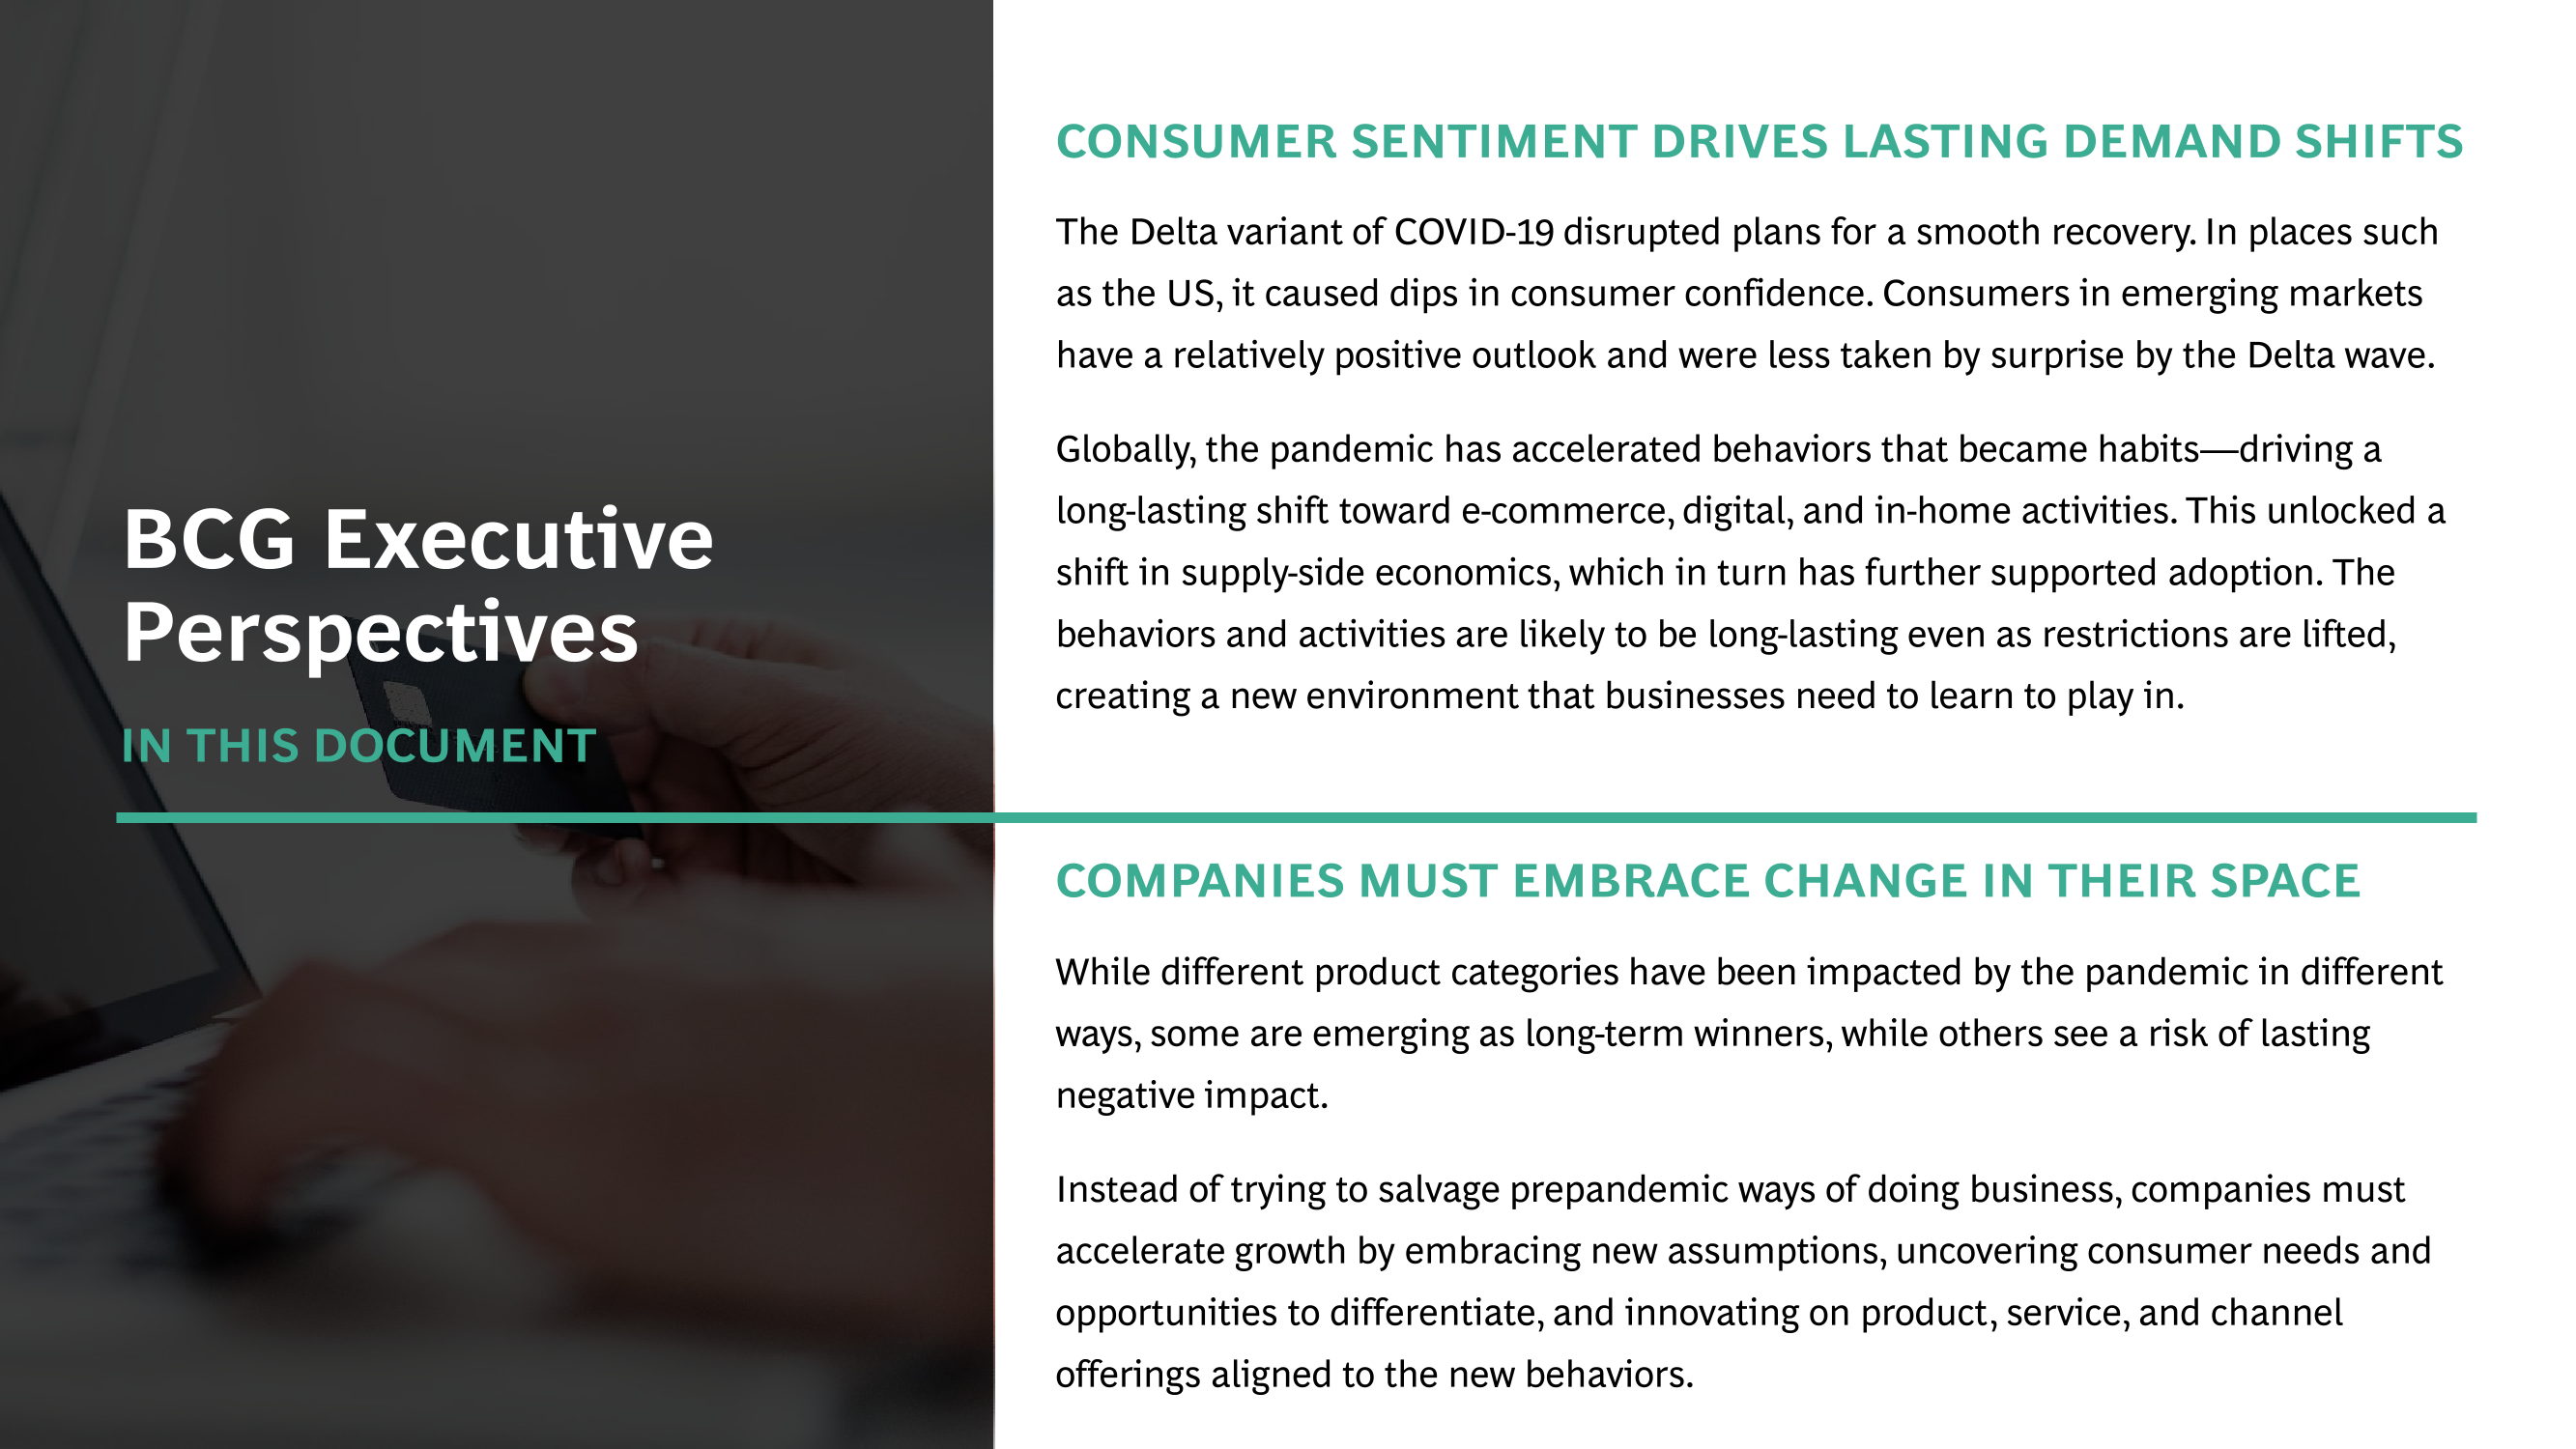 BCG Executive
Perspectives
IN THIS DOCUMENT
CONSUMER SENTIMENT DRIVES LASTING DEMAND SHIFTS
The Delta variant of COVID-19 disrupted plans for a smooth recovery. In places such
as the US, it caused dips in consumer confidence. Consumers in emerging markets
have a relatively positive outlook and were less taken by surprise by the Delta wave.
Globally, the pandemic has accelerated behaviors that became habits—driving a
long-lasting shift toward e-commerce, digital, and in-home activities. This unlocked a
shift in supply-side economics, which in turn has further supported adoption. The
behaviors and activities are likely to be long-lasting even as restrictions are lifted,
creating a new environment that businesses need to learn to play in.
COMPANIES MUST EMBRACE CHANGE IN THEIR SPACE
While different product categories have been impacted by the pandemic in different
ways, some are emerging as long-term winners, while others see a risk of lasting
negative impact.
Instead of trying to salvage prepandemic ways of doing business, companies must
accelerate growth by embracing new assumptions, uncovering consumer needs and
opportunities to differentiate, and innovating on product, service, and channel
offerings aligned to the new behaviors.